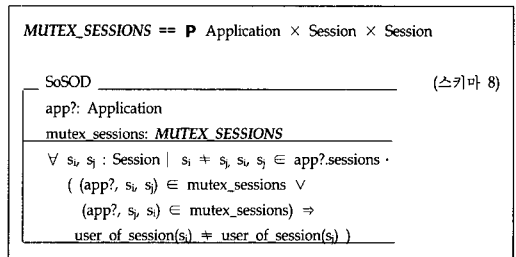 MUTEX_SESSIONS == P Application × Session × Session
SoSOD (스키마 8)
app?: Application
mutex_sessions: MUTEX_SESSIONS
∀ sᵢ, sⱼ : Session | sᵢ ≠ sⱼ, sᵢ, sⱼ ∈ app?.sessions ·
( (app?, sᵢ, sⱼ) ∈ mutex_sessions ∨
(app?, sⱼ, sᵢ) ∈ mutex_sessions) ⇒
user_of_session(sᵢ) ≠ user_of_session(sⱼ) )